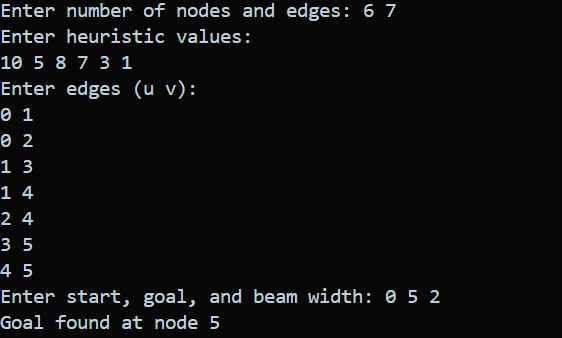 Enter number of nodes and edges: 6 7
Enter heuristic values:
10 5 8 7 3 1
Enter edges (u v):
0 1
0 2
1 3
1 4
2 4
3 5
4 5
Enter start, goal, and beam width: 0 5 2
Goal found at node 5